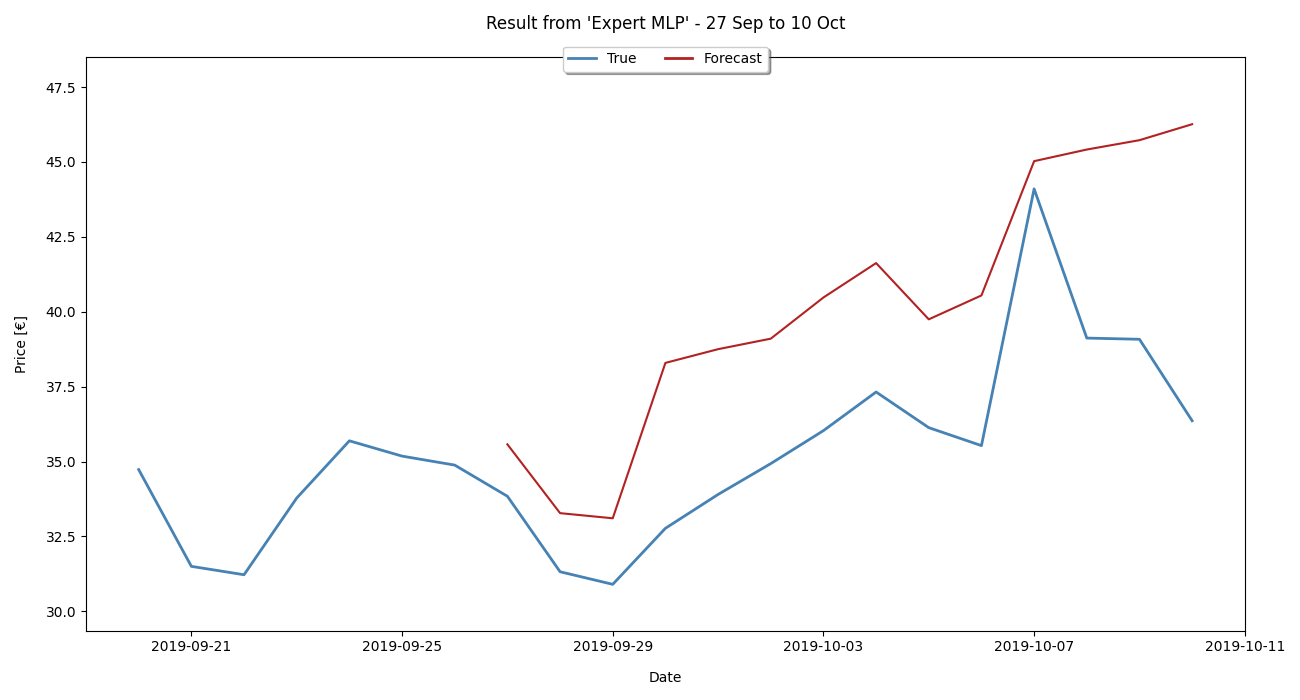 Result from 'Expert MLP' - 27 Sep to 10 Oct
True Forecast
47.5
45.0
42.5
40.0
37.5
35.0
32.5
30.0
Price [€]
2019-09-21 2019-09-25 2019-09-29 2019-10-03 2019-10-07 2019-10-11
Date